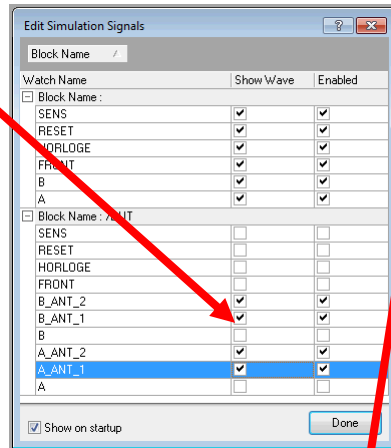 Edit Simulation Signals
Block Name
Watch Name Show Wave Enabled
Block Name :
SENS
RESET
HORLOGE
FRONT
B
A
Block Name :
SENS
RESET
HORLOGE
FRONT
B_ANT_2
B_ANT_1
B
A_ANT_2
A_ANT_1
A
Show on startup Done